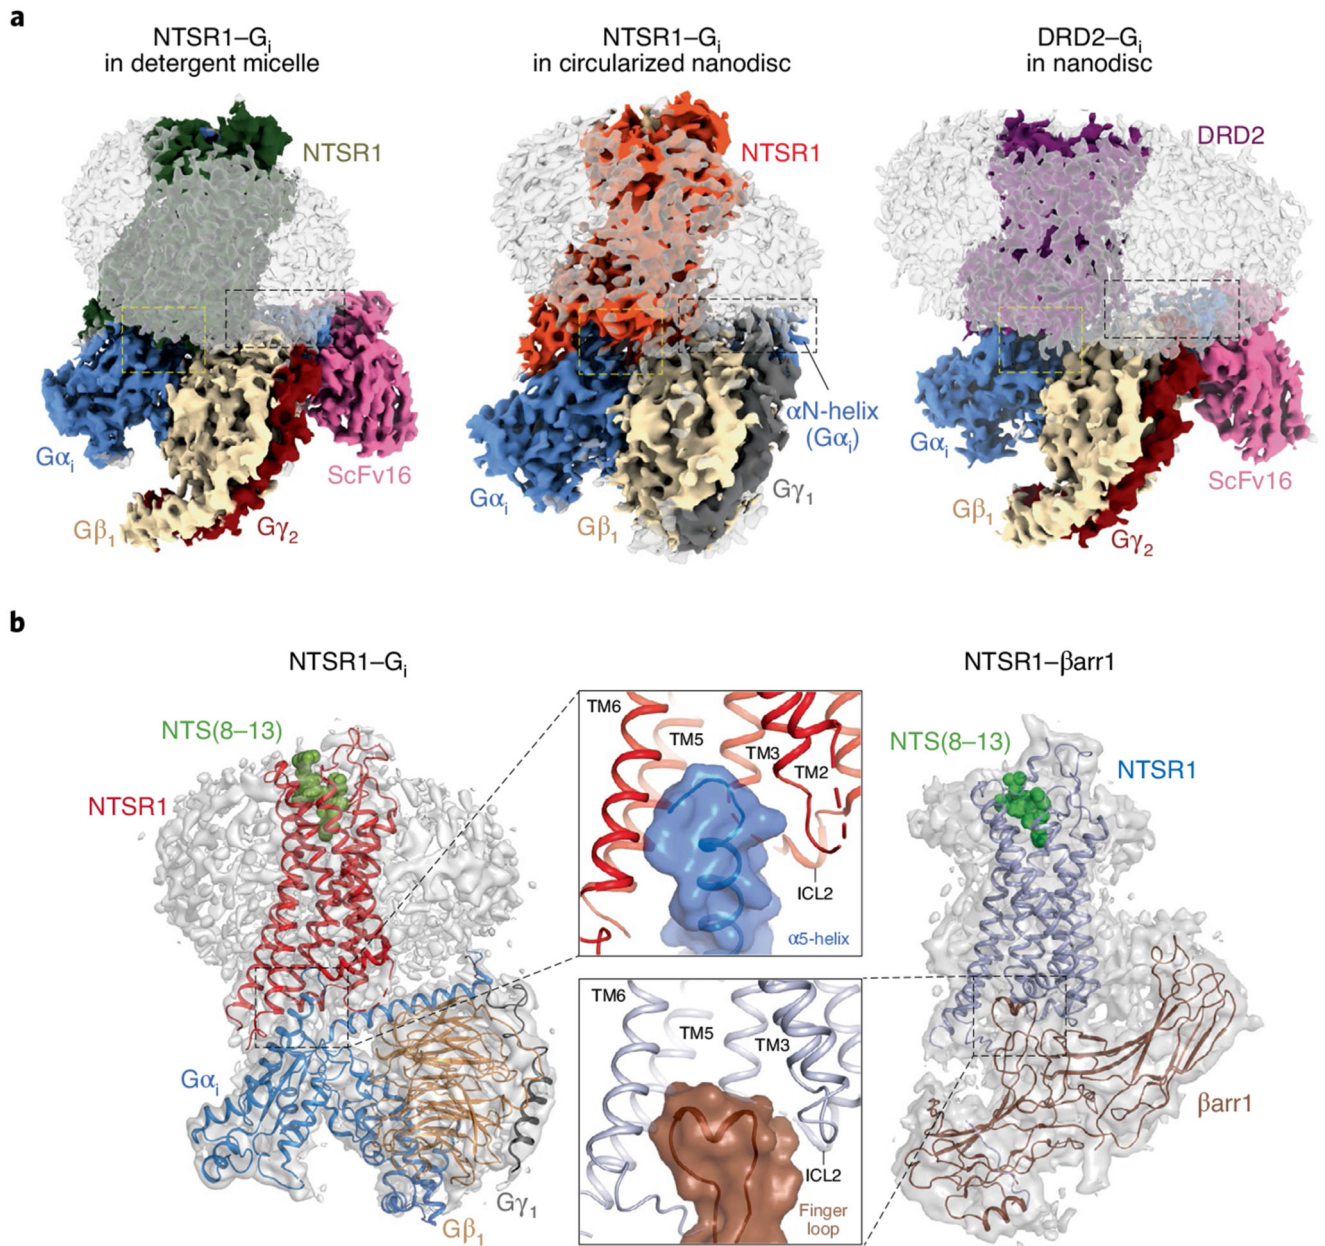 a
NTSR1–Gi
in detergent micelle
NTSR1–Gi
in circularized nanodisc
DRD2–Gi
in nanodisc
NTSR1
NTSR1
DRD2
αN-helix
(Gαi)
Gαi
ScFv16
Gβ1
Gγ2
Gαi
Gβ1
Gγ1
Gαi
ScFv16
Gβ1
Gγ2
b
NTSR1–Gi
NTSR1–βarr1
NTS(8–13)
NTSR1
Gαi
Gβ1
Gγ1
TM6
TM5
TM3
TM2
ICL2
α5-helix
TM6
TM5
TM3
ICL2
Finger
loop
NTS(8–13)
NTSR1
βarr1